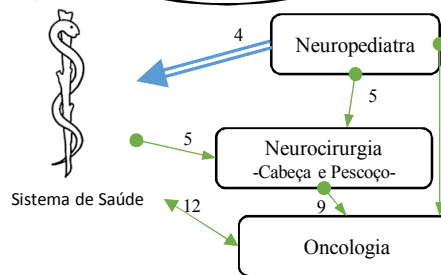 4
Neuropediatra
5
5
Neurocirurgia
-Cabeça e Pescoço-
Sistema de Saúde
12
9
Oncologia